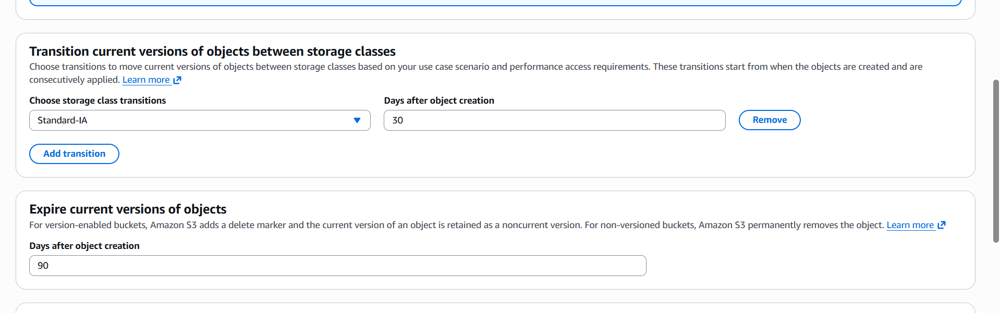 Transition current versions of objects between storage classes
Choose transitions to move current versions of objects between storage classes based on your use case scenario and performance access requirements. These transitions start from when the objects are created and are
consecutively applied. Learn more
Choose storage class transitions
Days after object creation
Standard-IA
30
Remove
Add transition
Expire current versions of objects
For version-enabled buckets, Amazon S3 adds a delete marker and the current version of an object is retained as a noncurrent version. For non-versioned buckets, Amazon S3 permanently removes the object. Learn more
Days after object creation
90